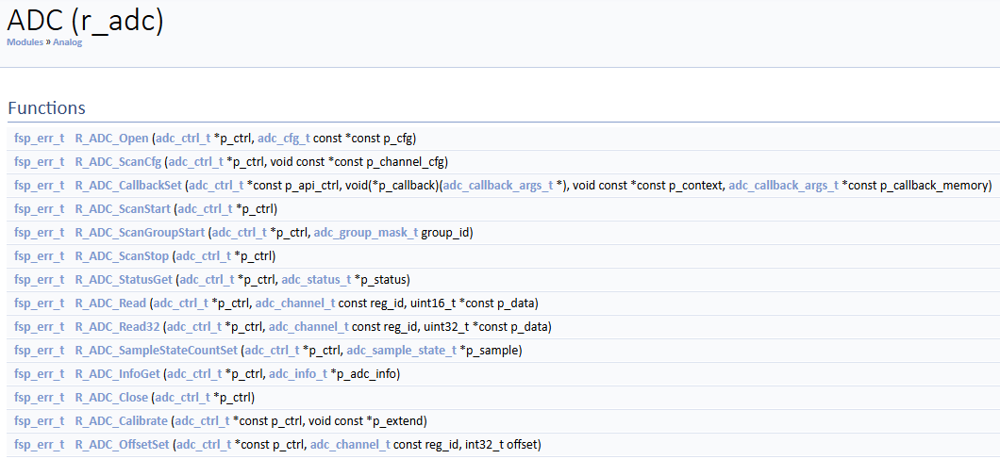 ADC (r_adc)
Modules » Analog
Functions
fsp_err_t R_ADC_Open (adc_ctrl_t *p_ctrl, adc_cfg_t const *const p_cfg)
fsp_err_t R_ADC_ScanCfg (adc_ctrl_t *p_ctrl, void const *const p_channel_cfg)
fsp_err_t R_ADC_CallbackSet (adc_ctrl_t *const p_api_ctrl, void(*p_callback)(adc_callback_args_t *), void const *const p_context, adc_callback_args_t *const p_callback_memory)
fsp_err_t R_ADC_ScanStart (adc_ctrl_t *p_ctrl)
fsp_err_t R_ADC_ScanGroupStart (adc_ctrl_t *p_ctrl, adc_group_mask_t group_id)
fsp_err_t R_ADC_ScanStop (adc_ctrl_t *p_ctrl)
fsp_err_t R_ADC_StatusGet (adc_ctrl_t *p_ctrl, adc_status_t *p_status)
fsp_err_t R_ADC_Read (adc_ctrl_t *p_ctrl, adc_channel_t const reg_id, uint16_t *const p_data)
fsp_err_t R_ADC_Read32 (adc_ctrl_t *p_ctrl, adc_channel_t const reg_id, uint32_t *const p_data)
fsp_err_t R_ADC_SampleStateCountSet (adc_ctrl_t *p_ctrl, adc_sample_state_t *p_sample)
fsp_err_t R_ADC_InfoGet (adc_ctrl_t *p_ctrl, adc_info_t *p_adc_info)
fsp_err_t R_ADC_Close (adc_ctrl_t *p_ctrl)
fsp_err_t R_ADC_Calibrate (adc_ctrl_t *const p_ctrl, void const *p_extend)
fsp_err_t R_ADC_OffsetSet (adc_ctrl_t *const p_ctrl, adc_channel_t const reg_id, int32_t offset)